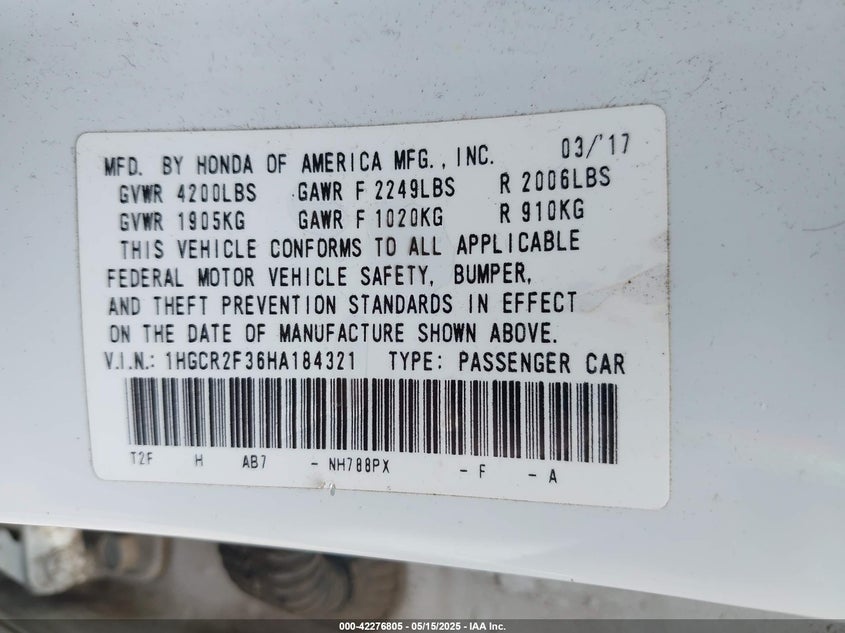 MFD. BY HONDA OF AMERICA MFG., INC. 03/'17
GVWR 4200LBS GAWR F 2249LBS R 2006LBS
GVWR 1905KG GAWR F 1020KG R 910KG
THIS VEHICLE CONFORMS TO ALL APPLICABLE
FEDERAL MOTOR VEHICLE SAFETY, BUMPER,
AND THEFT PREVENTION STANDARDS IN EFFECT
ON THE DATE OF MANUFACTURE SHOWN ABOVE.
V.I.N.: 1HGCR2F36HA184321 TYPE: PASSENGER CAR
T2F H AB7 - NH788PX - F - A
000-42276805 - 05/15/2025 - IAA Inc.